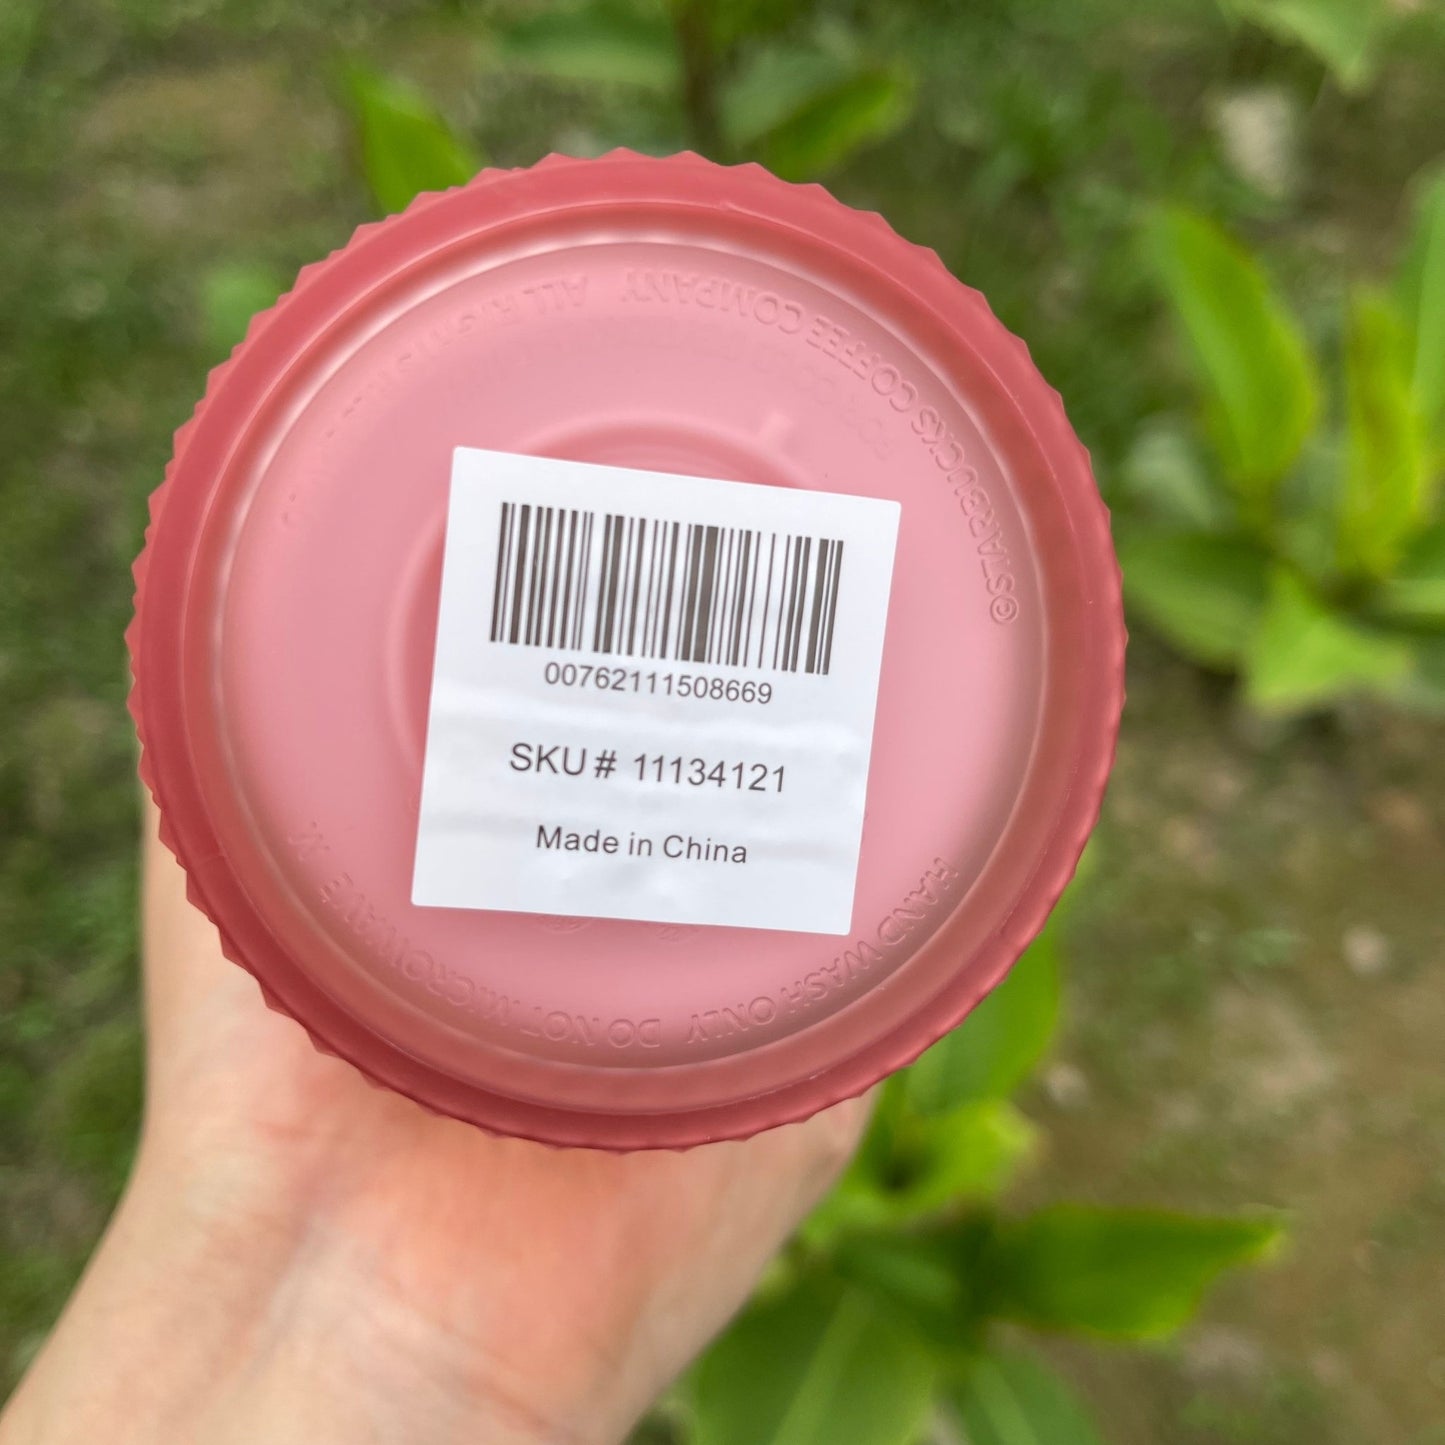 ©STARBUCKS COFFEE COMPANY ALL RIGHTS
00762111508669
SKU# 11134121
Made in China
HAND WASH ONLY DO NOT MICROWAVE